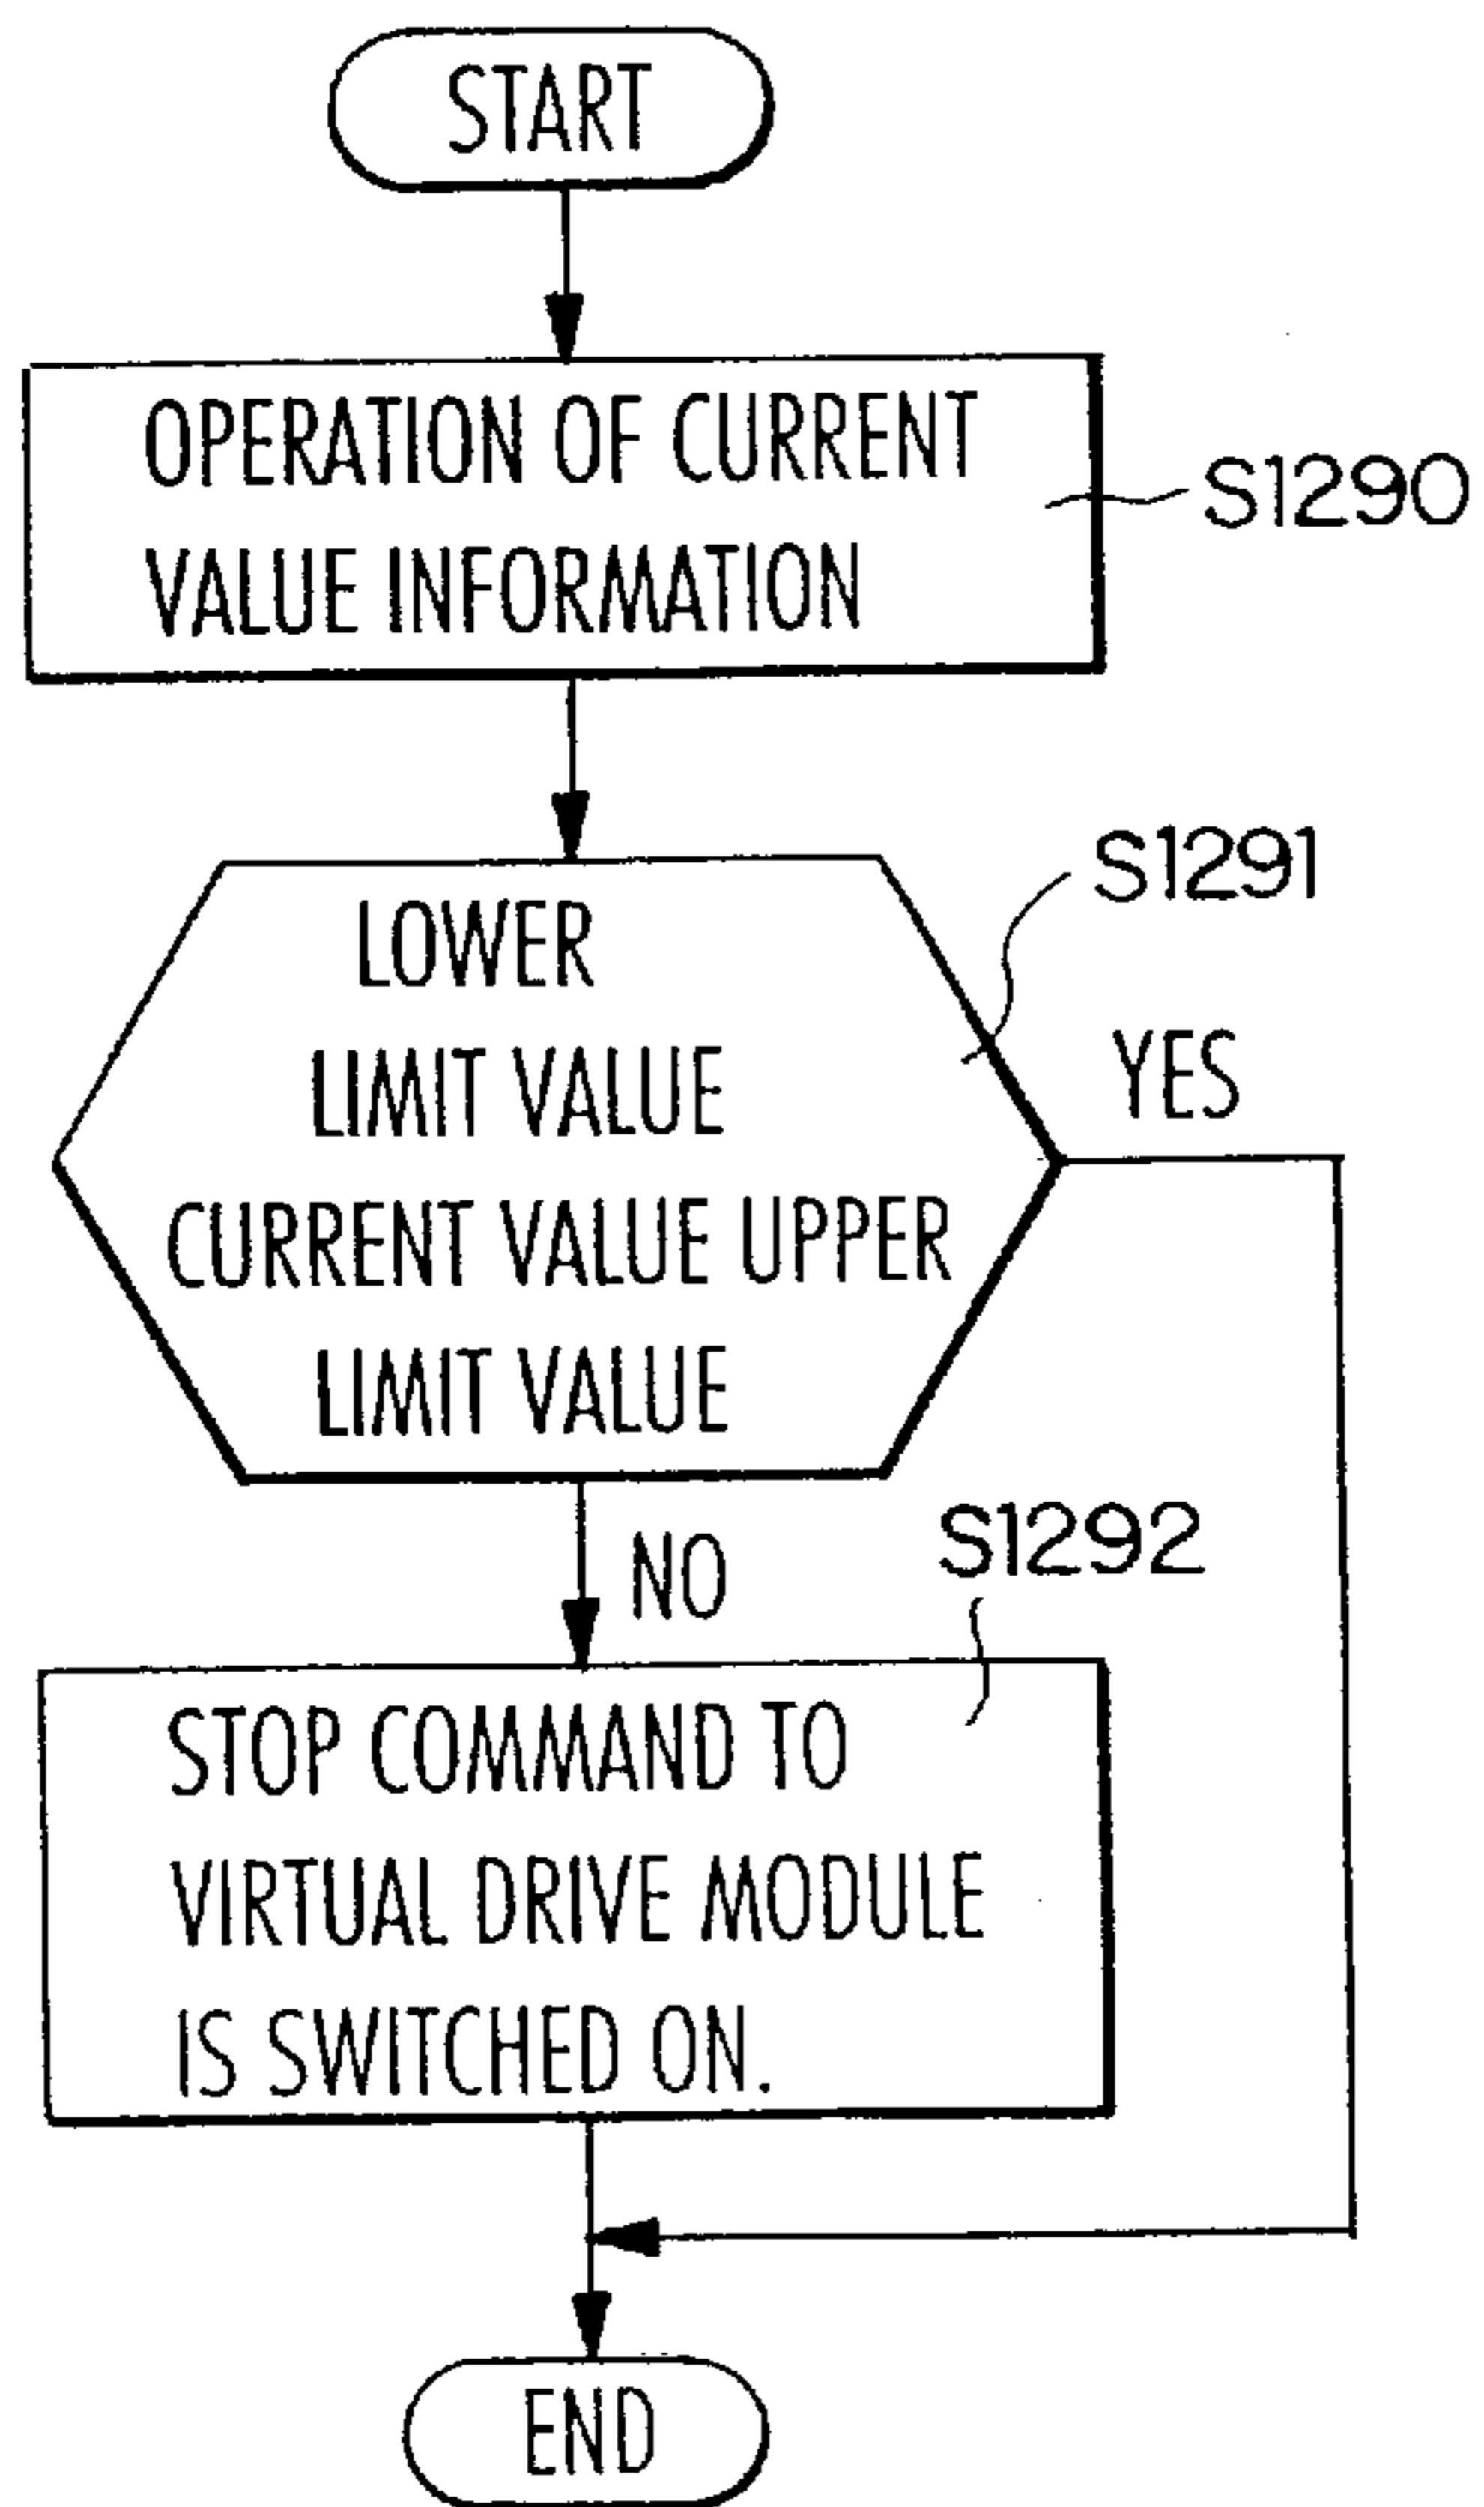 START
OPERATION OF CURRENT
VALUE INFORMATION
S1290
S1291
LOWER
LIMIT VALUE
CURRENT VALUE UPPER
LIMIT VALUE
YES
NO
S1292
STOP COMMAND TO
VIRTUAL DRIVE MODULE
IS SWITCHED ON.
END